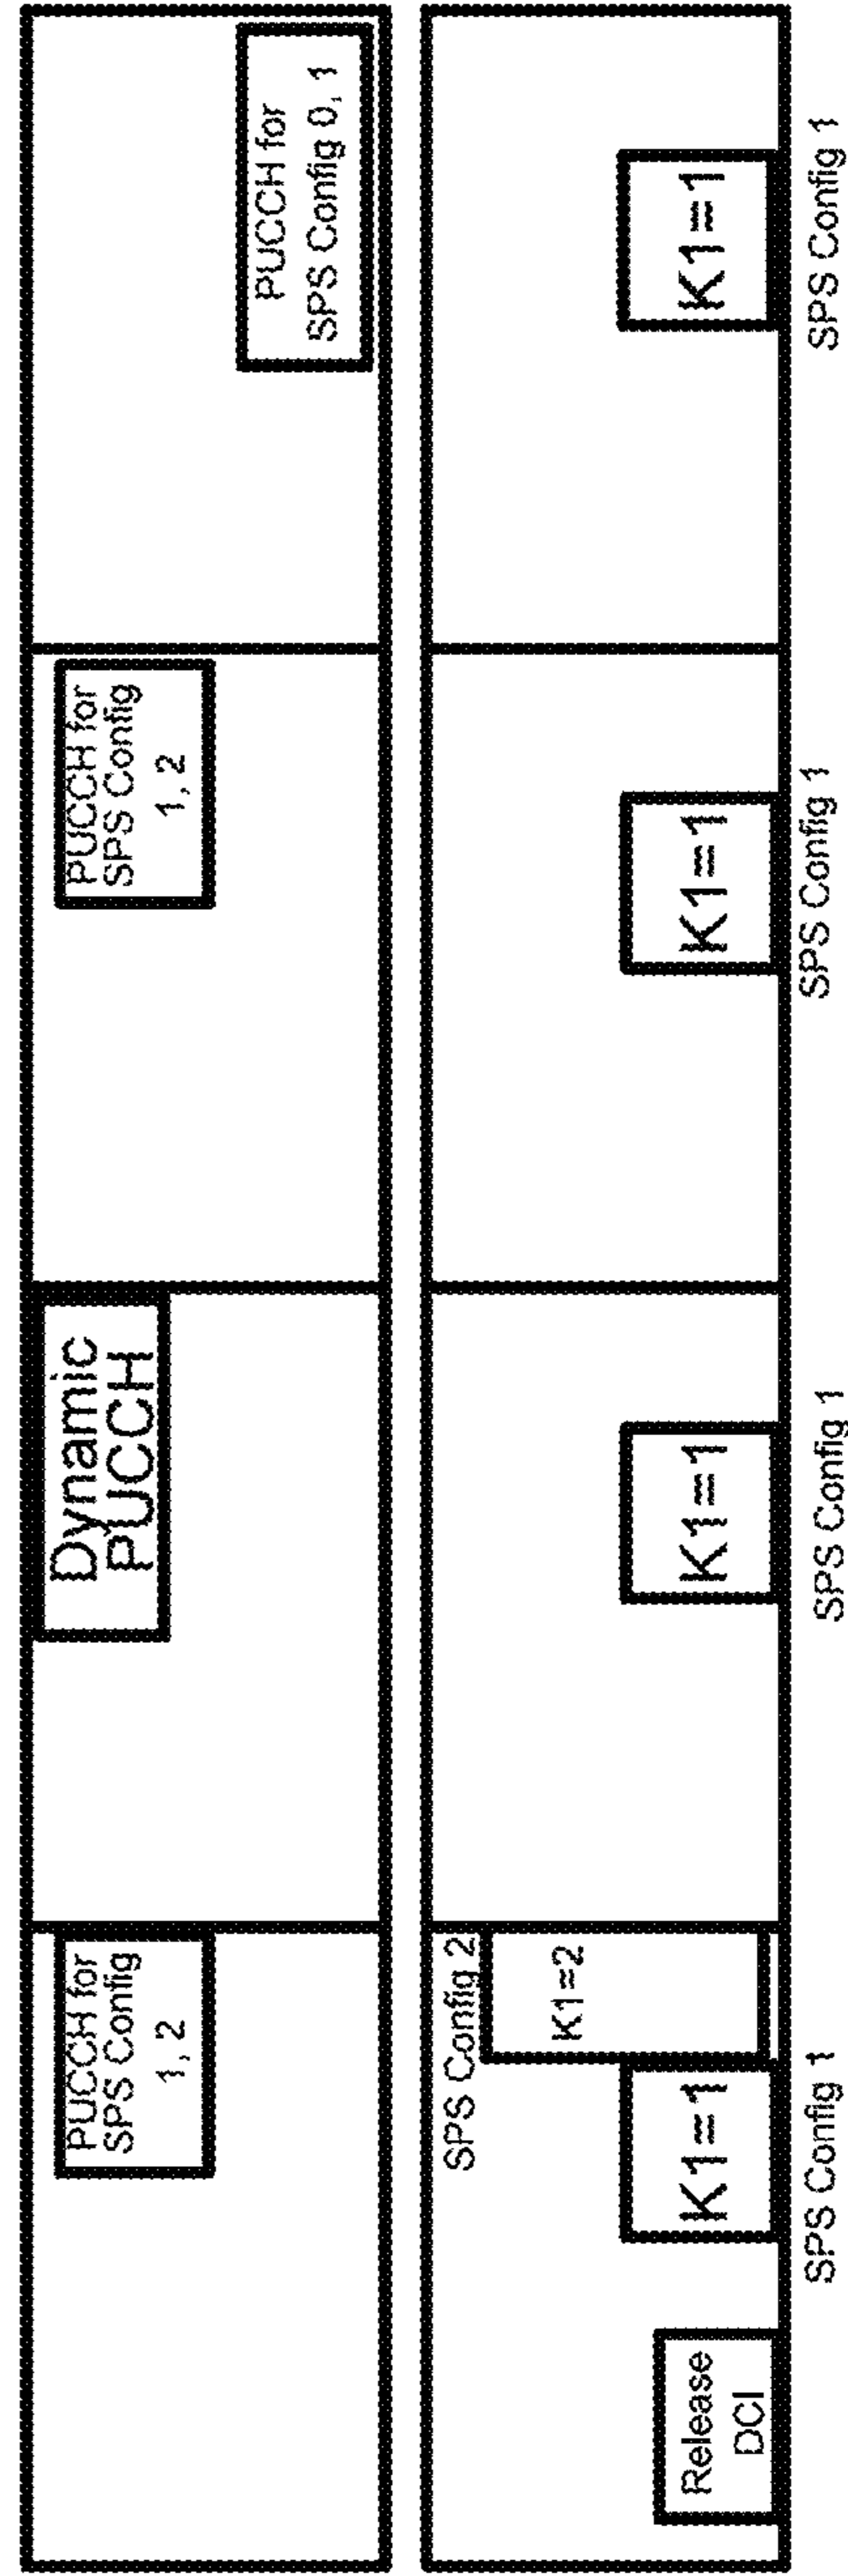 PUCCH for
SPS Config
1, 2
Dynamic
PUCCH
PUCCH for
SPS Config
1, 2
PUCCH for
SPS Config 0, 1
Release
DCI
K1=1
SPS Config 1
SPS Config 2
K1=2
K1=1
SPS Config 1
K1=1
SPS Config 1
K1=1
SPS Config 1